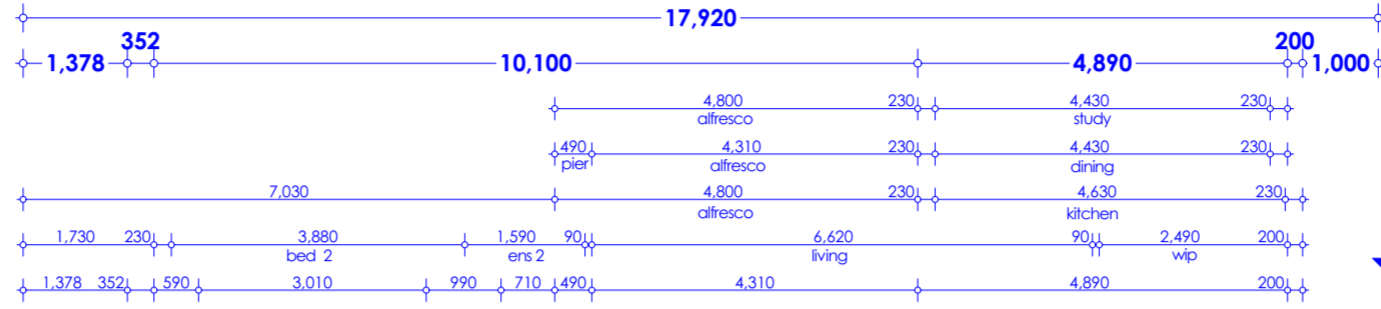 17,920
352 200
1,378 10,100 4,890 1,000
4,800 230 4,430 230
alfresco study
490 4,310 230 4,430 230
pier alfresco dining
7,030 4,800 230 4,630 230
alfresco kitchen
1,730 230 3,880 1,590 90 6,620 90 2,490 200
bed 2 ens 2 living wip
1,378 352 590 3,010 990 710 490 4,310 4,890 200